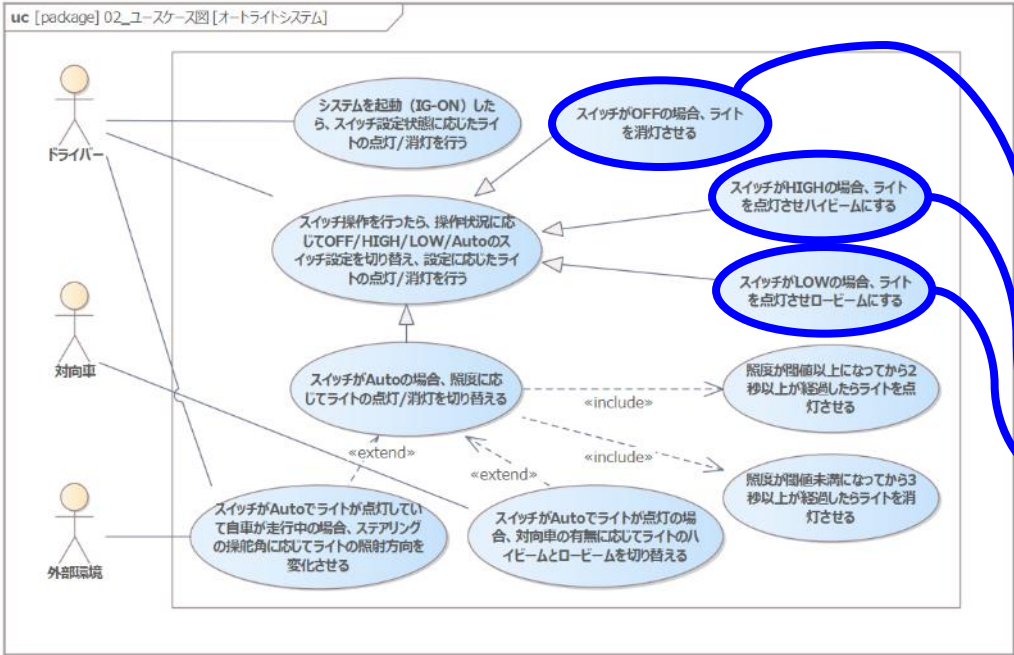 uc [package] 02_ユースケース図 [オートライトシステム]
システムを起動（IG-ON）した
ら、スイッチ設定状態に応じたライ
トの点灯/消灯を行う
スイッチがOFFの場合、ライト
を消灯させる
ドライバー
スイッチがHIGHの場合、ライト
を点灯させハイビームにする
スイッチ操作を行ったら、操作状況に応
じてOFF/HIGH/LOW/Autoのス
イッチ設定を切り替え、設定に応じたライ
トの点灯/消灯を行う
スイッチがLOWの場合、ライト
を点灯させロービームにする
対向車
スイッチがAutoの場合、照度に応
じてライトの点灯/消灯を切り替える
«include»
照度が閾値以上になってから2
秒以上が経過したらライトを点
灯させる
«extend»
«extend»
«include»
照度が閾値未満になってから3
秒以上が経過したらライトを消
灯させる
外部環境
スイッチがAutoでライトが点灯してい
て自車が走行中の場合、ステアリング
の操舵角に応じてライトの照射方向を
変化させる
スイッチがAutoでライトが点灯の場
合、対向車の有無に応じてライトのハ
イビームとロービームを切り替える